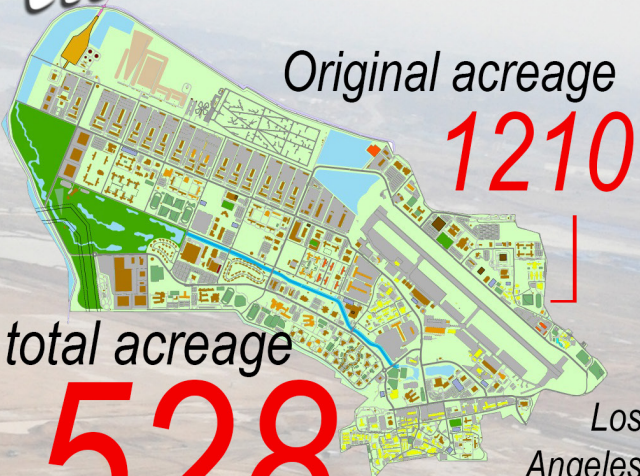 Original acreage
1210
total acreage
528
Los
Angeles